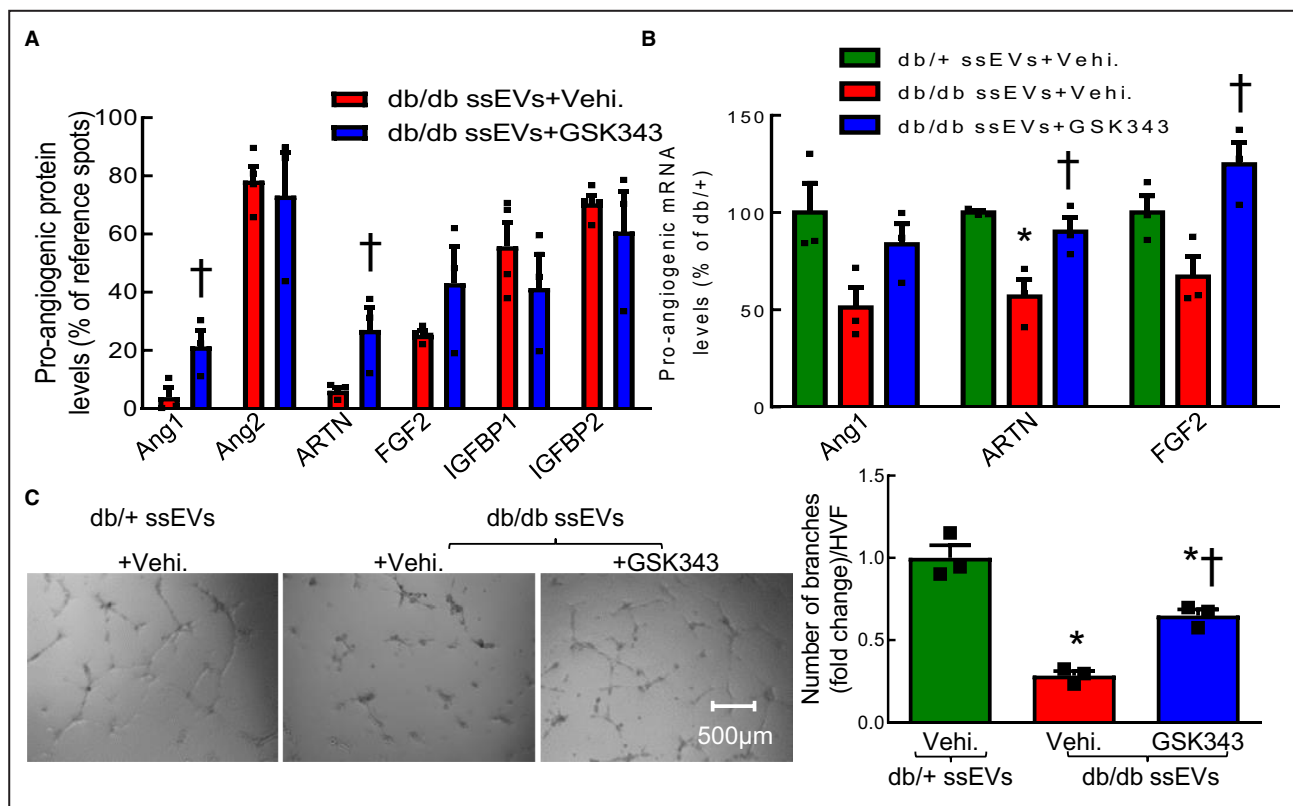 A
db/db ssEVs+Vehi.
db/db ssEVs+GSK343
Pro-angiogenic protein
levels (% of reference spots)
100
80
60
40
20
0
†
†
Ang1
Ang2
ARTN
FGF2
IGFBP1
IGFBP2
B
db/+ ssEVs+Vehi.
db/db ssEVs+Vehi.
db/db ssEVs+GSK343
Pro-angiogenic mRNA
levels (% of db/+)
150
100
50
0
*
†
†
Ang1
ARTN
FGF2
C
db/+ ssEVs
db/db ssEVs
+Vehi.
+Vehi.
+GSK343
500µm
Number of branches
(fold change)/HVF
1.5
1.0
0.5
0.0
*
*†
Vehi.
Vehi.
GSK343
db/+ ssEVs
db/db ssEVs